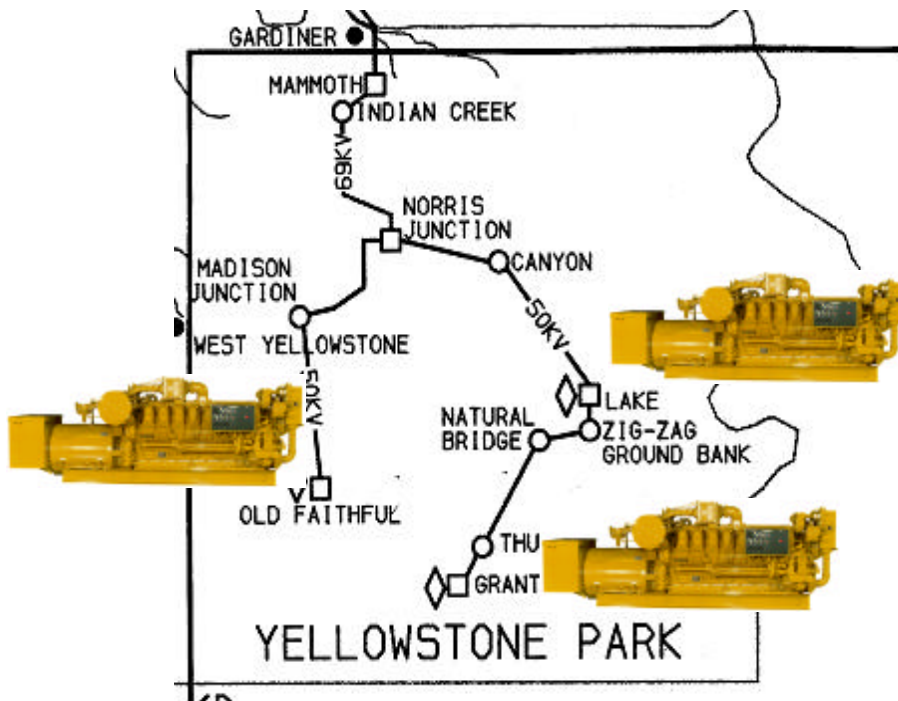 GARDINER
MAMMOTH
INDIAN CREEK
69KV
NORRIS
JUNCTION
CANYON
MADISON
JUNCTION
50KV
WEST YELLOWSTONE
50KV
LAKE
NATURAL
BRIDGE
ZIG-ZAG
GROUND BANK
OLD FAITHFUL
THU
GRANT
YELLOWSTONE PARK